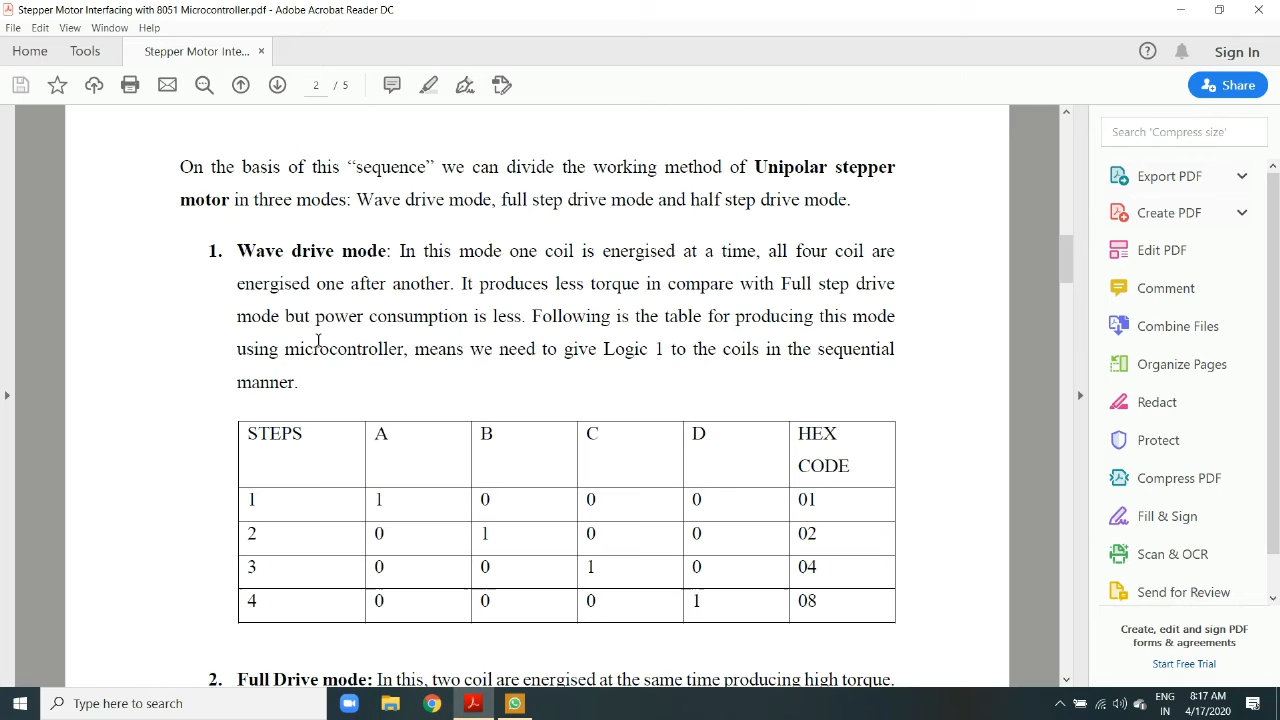 Stepper Motor Interfacing with 8051 Microcontroller.pdf - Adobe Acrobat Reader DC
File Edit View Window Help
Home Tools Stepper Motor Inte... × Sign In
2 / 5 Share
On the basis of this “sequence” we can divide the working method of Unipolar stepper
motor in three modes: Wave drive mode, full step drive mode and half step drive mode.
1. Wave drive mode: In this mode one coil is energised at a time, all four coil are
energised one after another. It produces less torque in compare with Full step drive
mode but power consumption is less. Following is the table for producing this mode
using microcontroller, means we need to give Logic 1 to the coils in the sequential
manner.
STEPS A B C D HEX
CODE
1 1 0 0 0 01
2 0 1 0 0 02
3 0 0 1 0 04
4 0 0 0 1 08
2. Full Drive mode: In this, two coil are energised at the same time producing high torque.
Search 'Compress size'
Export PDF
Create PDF
Edit PDF
Comment
Combine Files
Organize Pages
Redact
Protect
Compress PDF
Fill & Sign
Scan & OCR
Send for Review
Create, edit and sign PDF
forms & agreements
Start Free Trial
Type here to search
ENG 8:17 AM
IN 4/17/2020